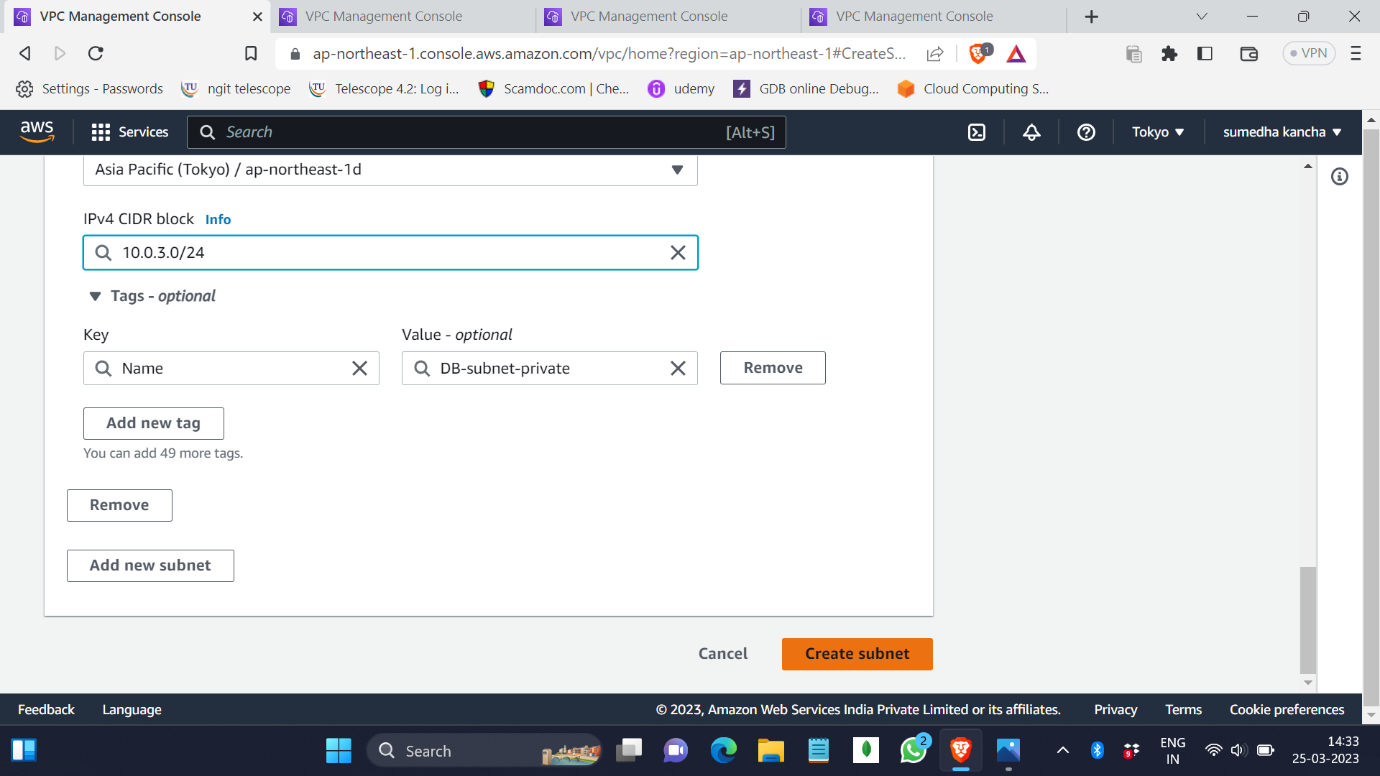 VPC Management Console
VPC Management Console
VPC Management Console
VPC Management Console
ap-northeast-1.console.aws.amazon.com/vpc/home?region=ap-northeast-1#CreateS...
1
VPN
Settings - Passwords
ngit telescope
Telescope 4.2: Log i...
Scamdoc.com | Che...
udemy
GDB online Debug...
Cloud Computing S...
aws
Services
Search
[Alt+S]
Tokyo
sumedha kancha
Asia Pacific (Tokyo) / ap-northeast-1d
IPv4 CIDR block Info
10.0.3.0/24
Tags - optional
Key
Value - optional
Name
DB-subnet-private
Remove
Add new tag
You can add 49 more tags.
Remove
Add new subnet
Cancel
Create subnet
Feedback
Language
© 2023, Amazon Web Services India Private Limited or its affiliates.
Privacy
Terms
Cookie preferences
Search
2
9
ENG
IN
14:33
25-03-2023